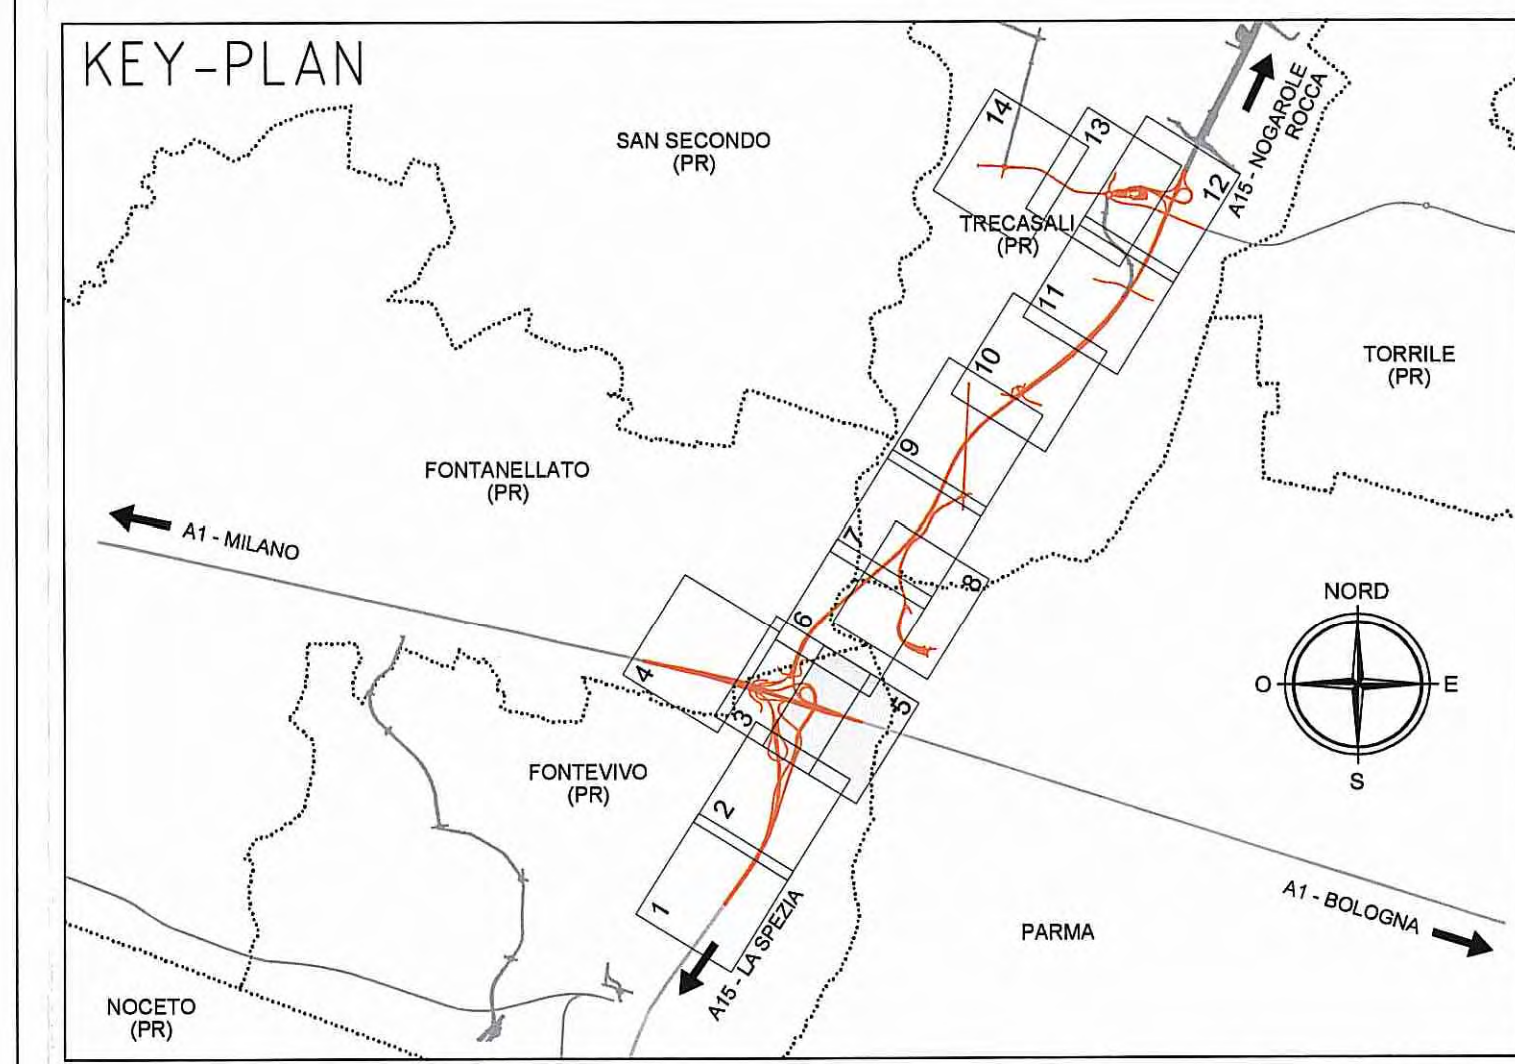 KEY-PLAN
SAN SECONDO
(PR)
14
13
12
A15 - NOGAROLE
ROCCA
TRECASALI
(PR)
11
10
TORRILE
(PR)
9
FONTANELLATO
(PR)
A1 - MILANO
7
8
6
4
3
5
NORD
O
E
S
FONTEVIVO
(PR)
2
1
A15 - LA SPEZIA
PARMA
A1 - BOLOGNA
NOCETO
(PR)